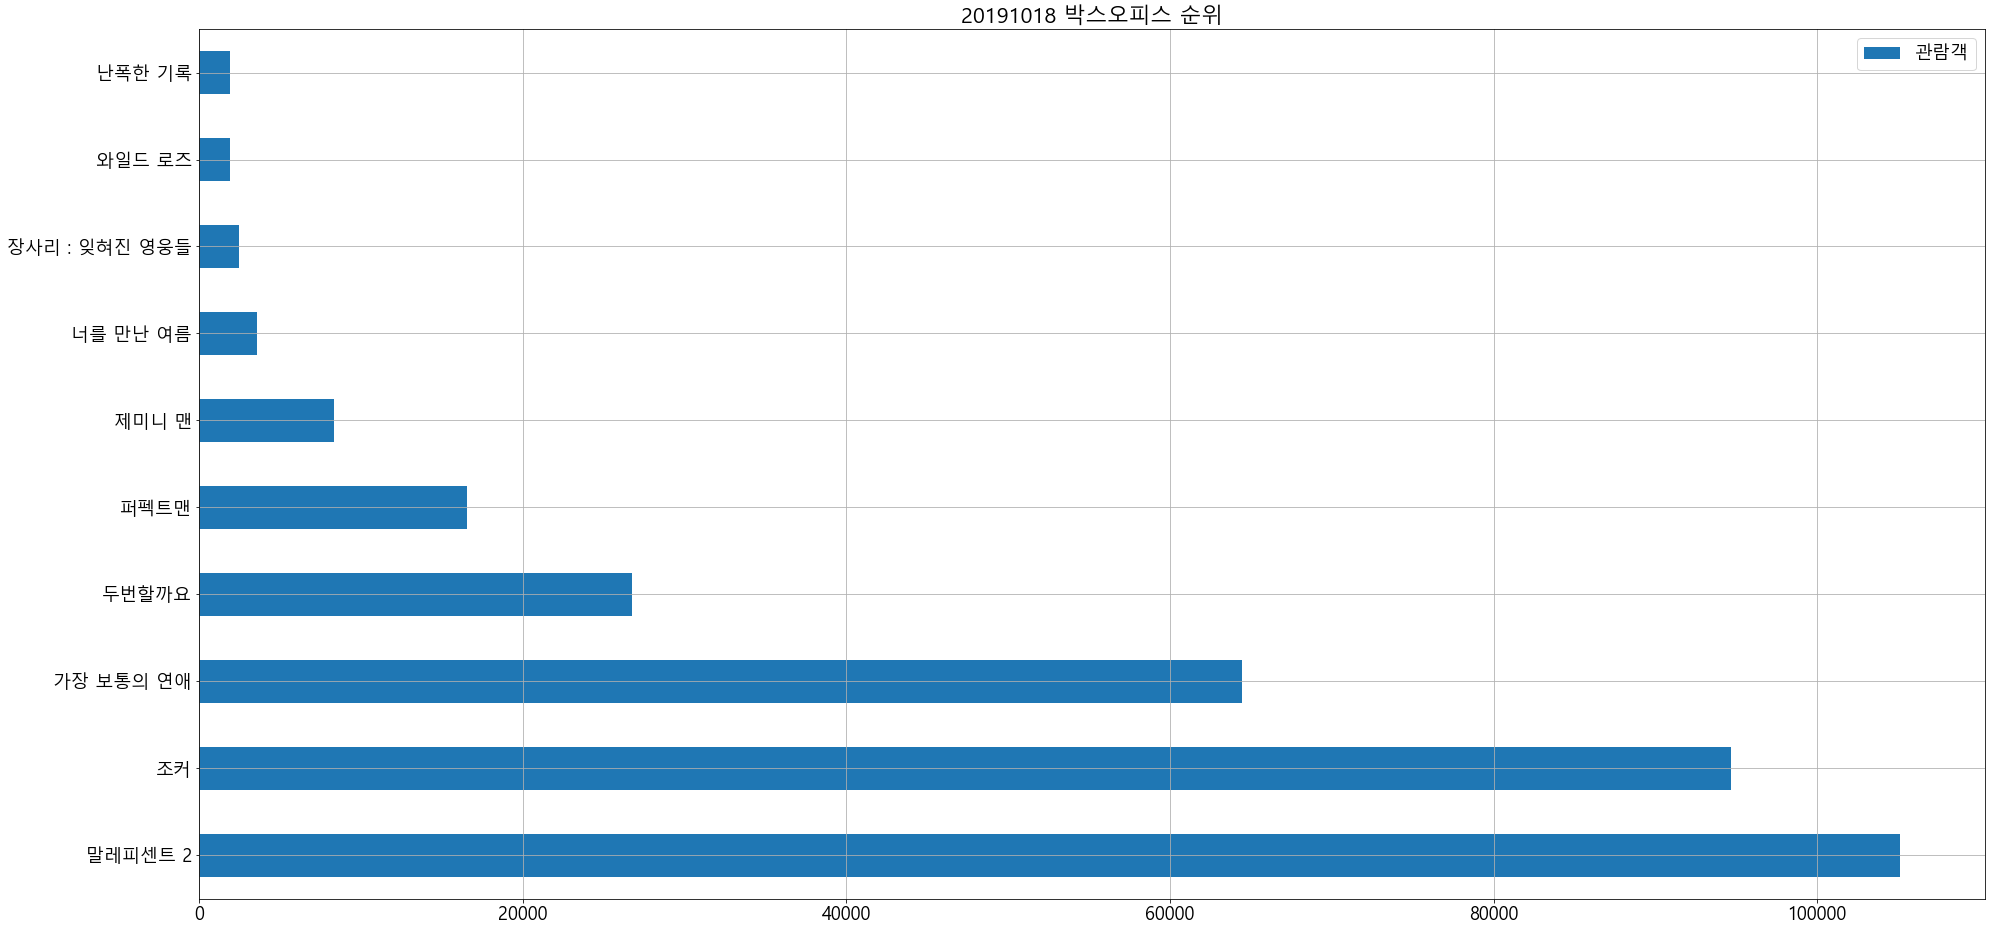 20191018 박스오피스 순위
관람객
난폭한 기록
와일드 로즈
장사리 : 잊혀진 영웅들
너를 만난 여름
제미니 맨
퍼펙트맨
두번할까요
가장 보통의 연애
조커
말레피센트 2
0 20000 40000 60000 80000 100000